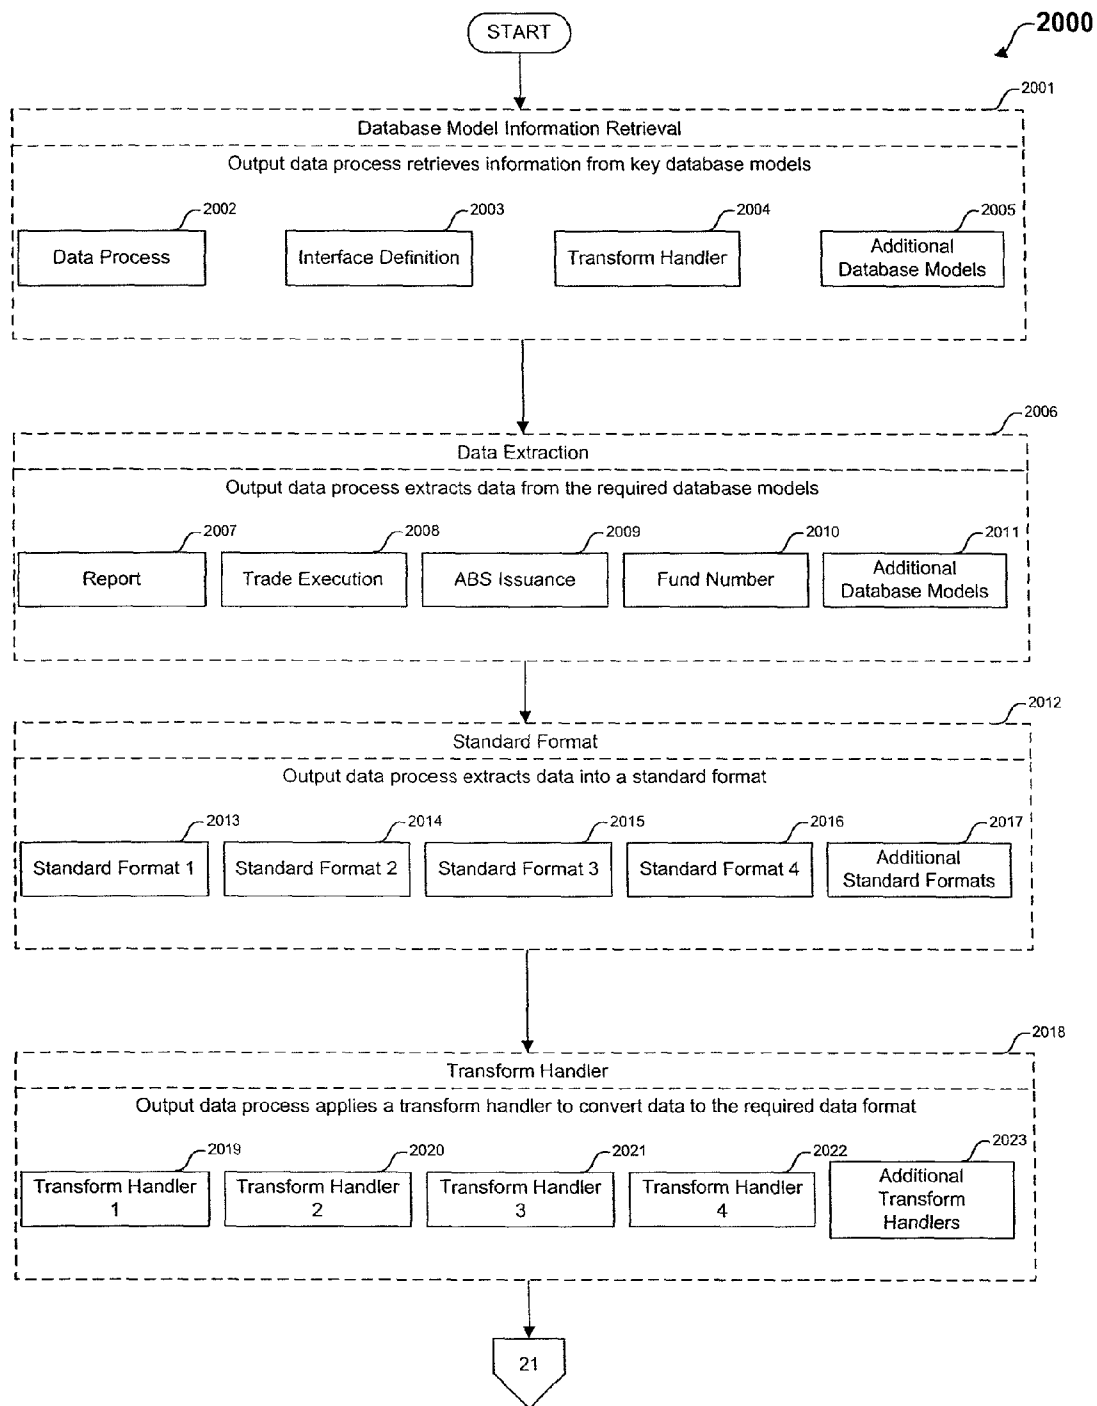 START
2000
2001
Database Model Information Retrieval
Output data process retrieves information from key database models
2002
2003
2004
2005
Data Process
Interface Definition
Transform Handler
Additional
Database Models
2006
Data Extraction
Output data process extracts data from the required database models
2007
2008
2009
2010
2011
Report
Trade Execution
ABS Issuance
Fund Number
Additional
Database Models
2012
Standard Format
Output data process extracts data into a standard format
2013
2014
2015
2016
2017
Standard Format 1
Standard Format 2
Standard Format 3
Standard Format 4
Additional
Standard Formats
2018
Transform Handler
Output data process applies a transform handler to convert data to the required data format
2019
2020
2021
2022
2023
Transform Handler
1
Transform Handler
2
Transform Handler
3
Transform Handler
4
Additional
Transform
Handlers
21